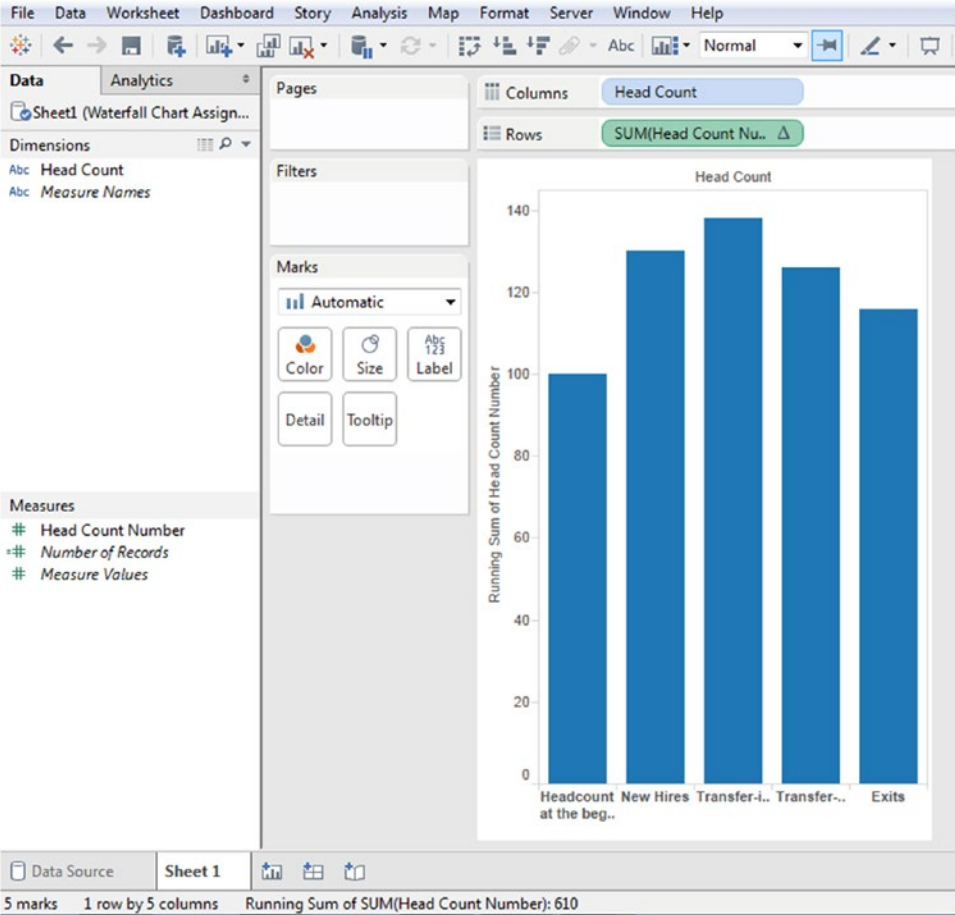 File Data Worksheet Dashboard Story Analysis Map Format Server Window Help
Abc Normal
Data Analytics
Sheet1 (Waterfall Chart Assign...
Dimensions
Abc Head Count
Abc Measure Names
Measures
# Head Count Number
=# Number of Records
# Measure Values
Pages
Filters
Marks
Automatic
Color Size Abc 123 Label
Detail Tooltip
Columns Head Count
Rows SUM(Head Count Nu.. Δ
Head Count
Running Sum of Head Count Number
140
120
100
80
60
40
20
0
Headcount New Hires Transfer-i.. Transfer-.. Exits
at the beg..
Data Source Sheet 1
5 marks 1 row by 5 columns Running Sum of SUM(Head Count Number): 610